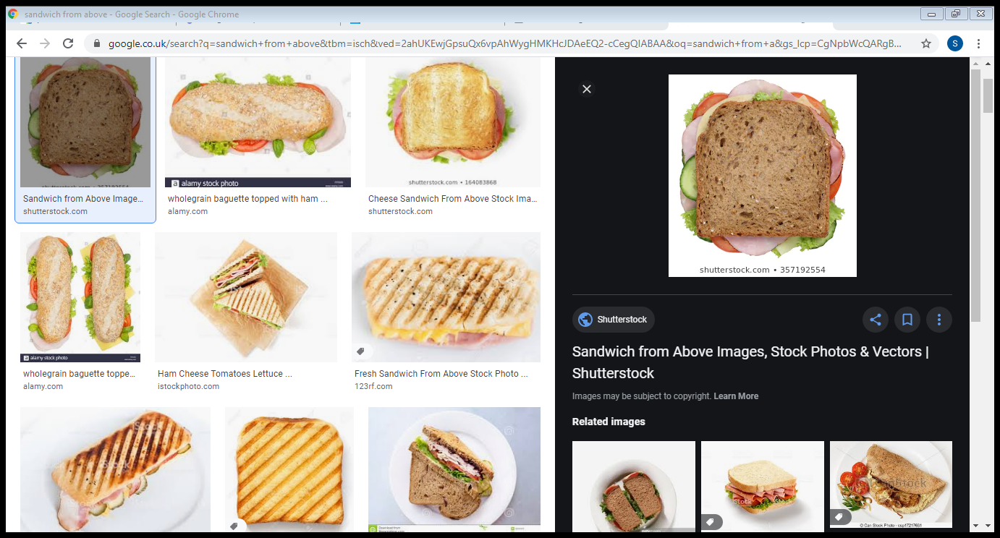 sandwich from above - Google Search - Google Chrome
google.co.uk/search?q=sandwich+from+above&tbm=isch&ved=2ahUKEwjGpsuQx6vpAhWygHMKHcJDAeEQ2-cCegQIABAA&oq=sandwich+from+a&gs_lcp=CgNpbWcQARgB...
S
shutterstock.com • 357192554
a alamy stock photo
shutterstock.com • 164083868
Sandwich from Above Image...
shutterstock.com
wholegrain baguette topped with ham ...
alamy.com
Cheese Sandwich From Above Stock Ima...
shutterstock.com
a alamy stock photo
wholegrain baguette toppe...
alamy.com
Ham Cheese Tomatoes Lettuce ...
istockphoto.com
Fresh Sandwich From Above Stock Photo ...
123rf.com
iStock
shutterstock.com • 357192554
Shutterstock
Sandwich from Above Images, Stock Photos & Vectors |
Shutterstock
Images may be subject to copyright. Learn More
Related images
iStock
© Can Stock Photo - csp17217631